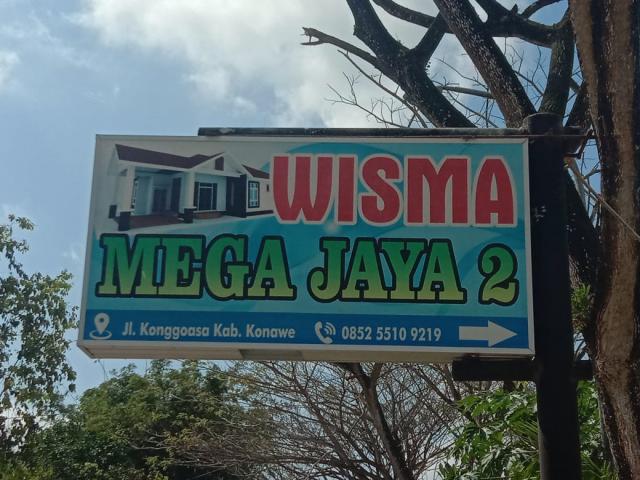 WISMA
MEGA JAYA 2
Jl. Konggoasa Kab. Konawe 0852 5510 9219